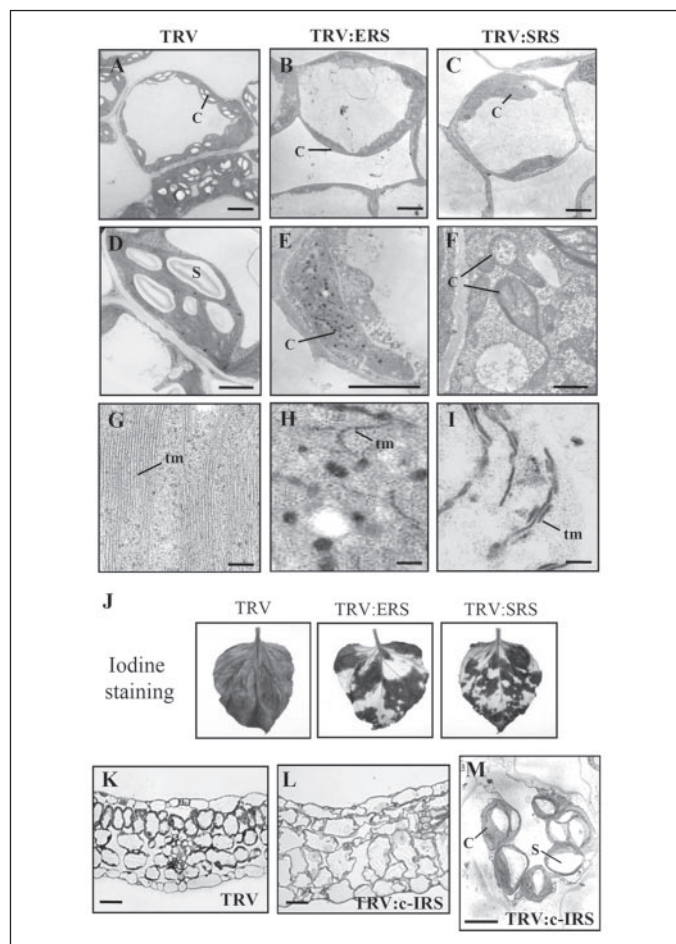 TRV TRV:ERS TRV:SRS
A B C
C C C
D E F
S C C
G H I
tm tm tm
J
TRV TRV:ERS TRV:SRS
Iodine
staining
K L M
C S
TRV TRV:c-IRS TRV:c-IRS